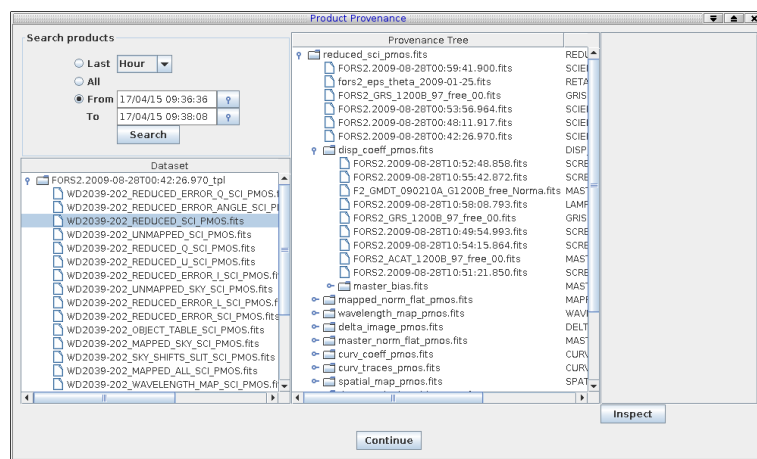 Product Provenance
Search products
Last Hour
All
From 17/04/15 09:36:36
To 17/04/15 09:38:08
Search
Dataset
FORS2.2009-08-28T00:42:26.970_tpl
WD2039-202_REDUCED_ERROR_Q_SCI_PMOS.f
WD2039-202_REDUCED_ERROR_ANGLE_SCI_P
WD2039-202_REDUCED_SCI_PMOS.fits
WD2039-202_UNMAPPED_SCI_PMOS.fits
WD2039-202_REDUCED_Q_SCI_PMOS.fits
WD2039-202_REDUCED_U_SCI_PMOS.fits
WD2039-202_REDUCED_ERROR_I_SCI_PMOS.fi
WD2039-202_UNMAPPED_SKY_SCI_PMOS.fits
WD2039-202_REDUCED_ERROR_L_SCI_PMOS.f
WD2039-202_REDUCED_ERROR_SCI_PMOS.fits
WD2039-202_OBJECT_TABLE_SCI_PMOS.fits
WD2039-202_MAPPED_SKY_SCI_PMOS.fits
WD2039-202_SKY_SHIFTS_SLIT_SCI_PMOS.fits
WD2039-202_MAPPED_ALL_SCI_PMOS.fits
WD2039-202_WAVELENGTH_MAP_SCI_PMOS.fi
Provenance Tree
reduced_sci_pmos.fits REDU
FORS2.2009-08-28T00:59:41.900.fits SCIE
fors2_eps_theta_2009-01-25.fits RETA
FORS2_GRS_1200B_97_free_00.fits GRIS
FORS2.2009-08-28T00:53:56.964.fits SCIE
FORS2.2009-08-28T00:48:11.917.fits SCIE
FORS2.2009-08-28T00:42:26.970.fits SCIE
disp_coeff_pmos.fits DISP
FORS2.2009-08-28T10:52:48.858.fits SCRE
FORS2.2009-08-28T10:55:42.872.fits SCRE
F2_GMDT_090210A_G1200B_free_Norma.fits MAST
FORS2.2009-08-28T10:58:08.793.fits LAMP
FORS2_GRS_1200B_97_free_00.fits GRIS
FORS2.2009-08-28T10:49:54.993.fits SCRE
FORS2.2009-08-28T10:54:15.864.fits SCRE
FORS2_ACAT_1200B_97_free_00.fits MAST
FORS2.2009-08-28T10:51:21.850.fits SCRE
master_bias.fits MAST
mapped_norm_flat_pmos.fits MAPP
wavelength_map_pmos.fits WAVE
delta_image_pmos.fits DELT
master_norm_flat_pmos.fits MAST
curv_coeff_pmos.fits CURV
curv_traces_pmos.fits CURV
spatial_map_pmos.fits SPAT
Inspect
Continue